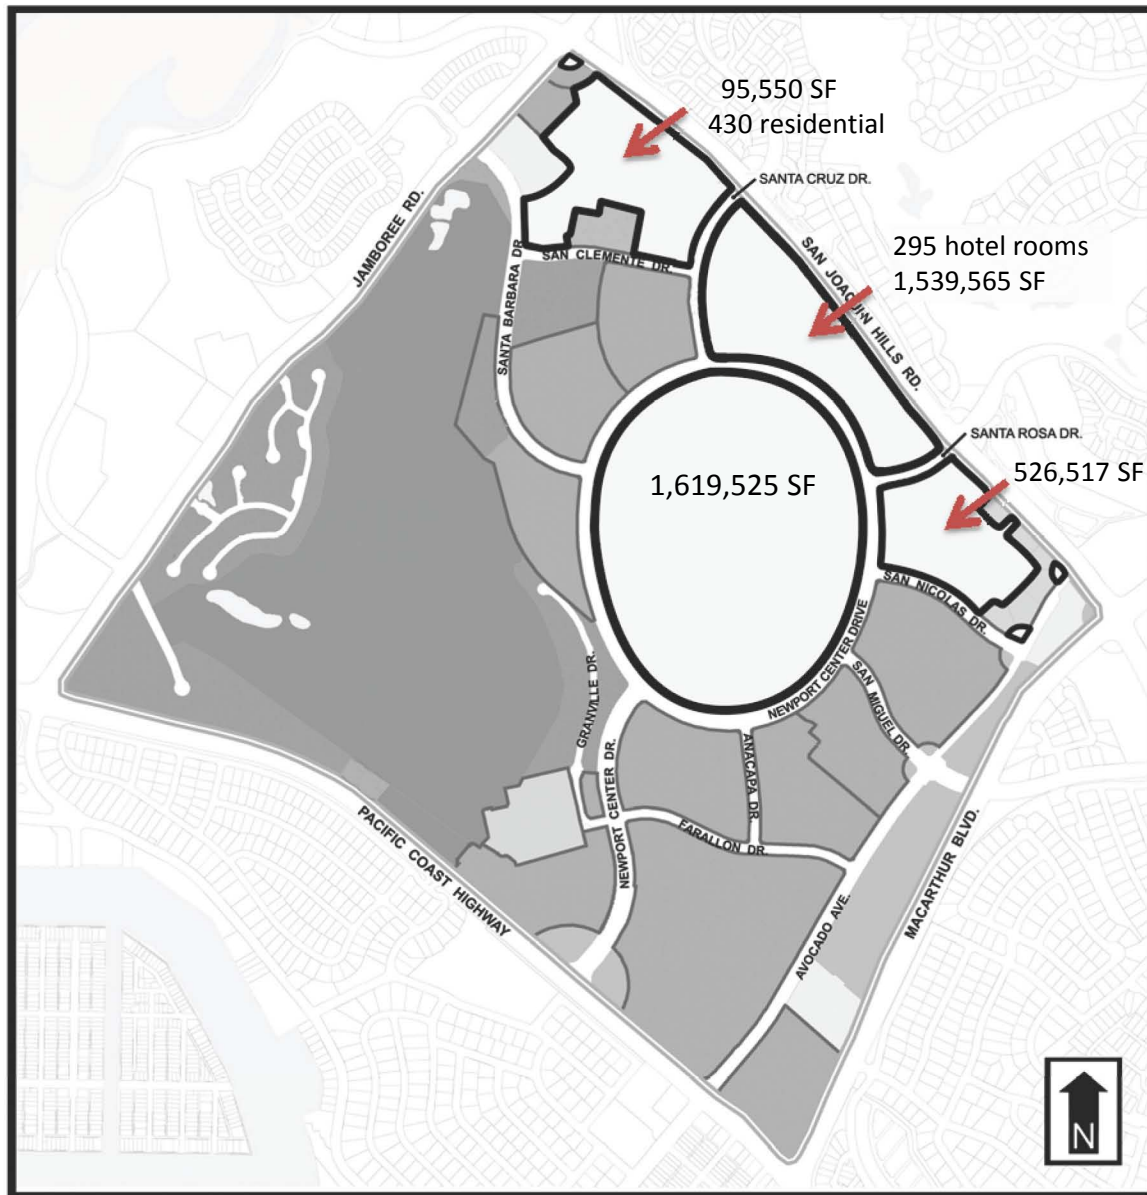 95,550 SF
430 residential
SANTA CRUZ DR.
JAMBOREE RD.
SAN JOAQUIN HILLS RD.
295 hotel rooms
1,539,565 SF
SANTA BARBARA DR.
SAN CLEMENTE DR.
SANTA ROSA DR.
526,517 SF
1,619,525 SF
SAN NICOLAS DR.
NEWPORT CENTER DRIVE
SAN MIGUEL DR.
GRANVILLE DR.
NEWPORT CENTER DR.
ANACAPA DR.
FARALLON DR.
PACIFIC COAST HIGHWAY
MACARTHUR BLVD.
AVOCADO AVE.
N